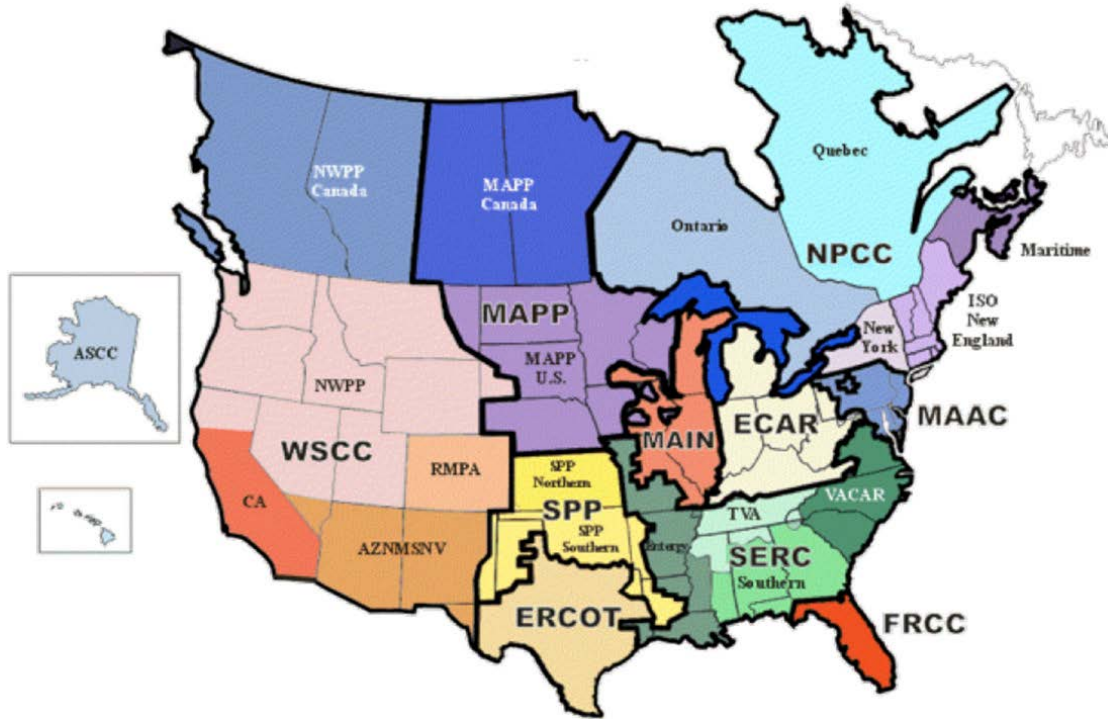 Quebec
NWPP
Canada
MAPP
Canada
Ontario
NPCC
Maritime
ISO
New
England
MAPP
New
York
ASCC
MAPP
U.S.
NWPP
MAAC
ECAR
MAIN
WSCC
RMPA
SPP
Northern
CA
VACAR
SPP
TVA
SPP
Southern
AZNMSNV
Entergy
SERC
Southern
ERCOT
FRCC